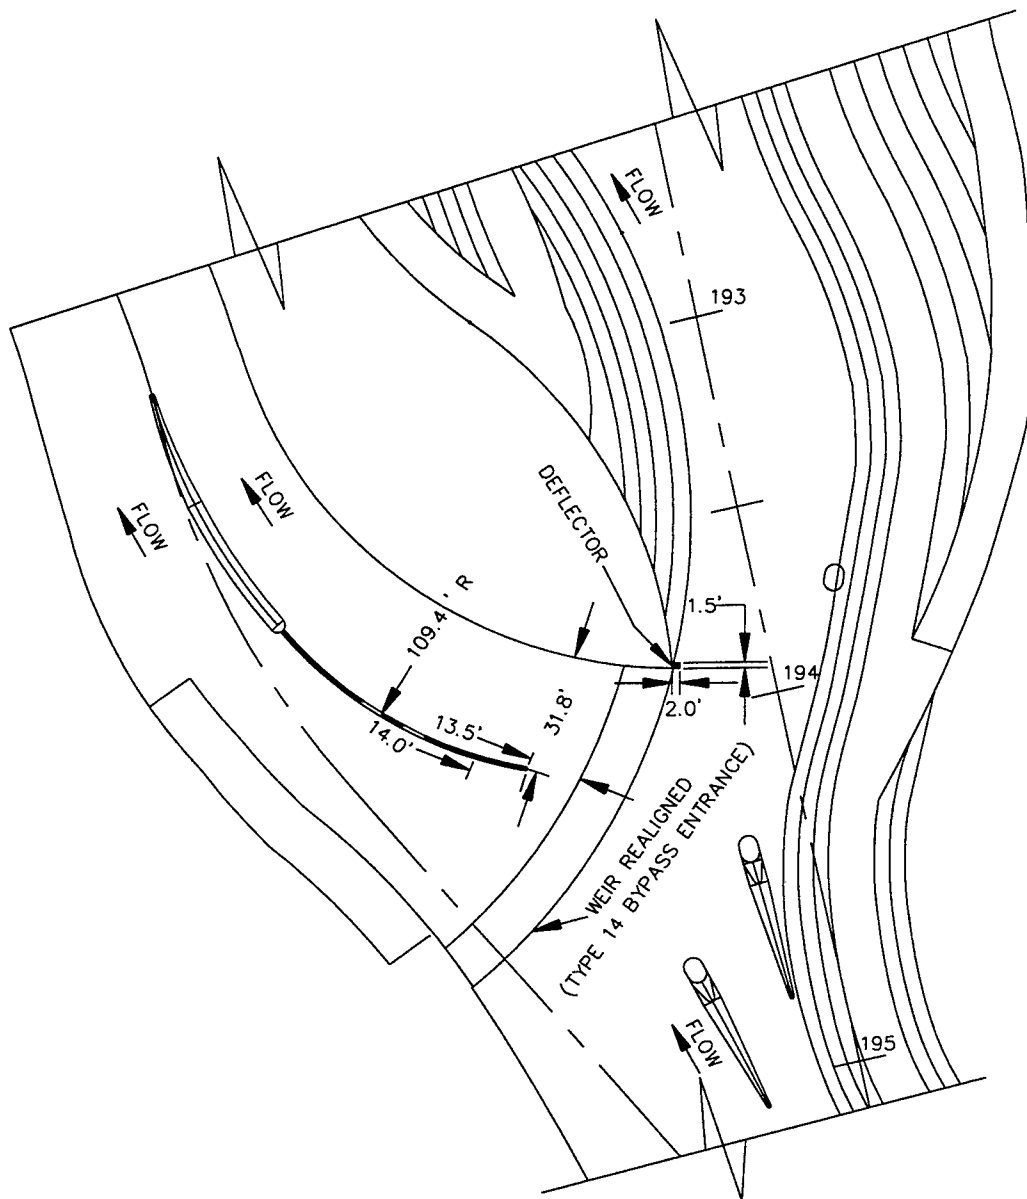 FLOW
193
DEFLECTOR
FLOW
FLOW
1.5'
109.4 ' R
194
31.8'
2.0'
13.5'
14.0'
WEIR REALIGNED
(TYPE 14 BYPASS ENTRANCE)
FLOW
195